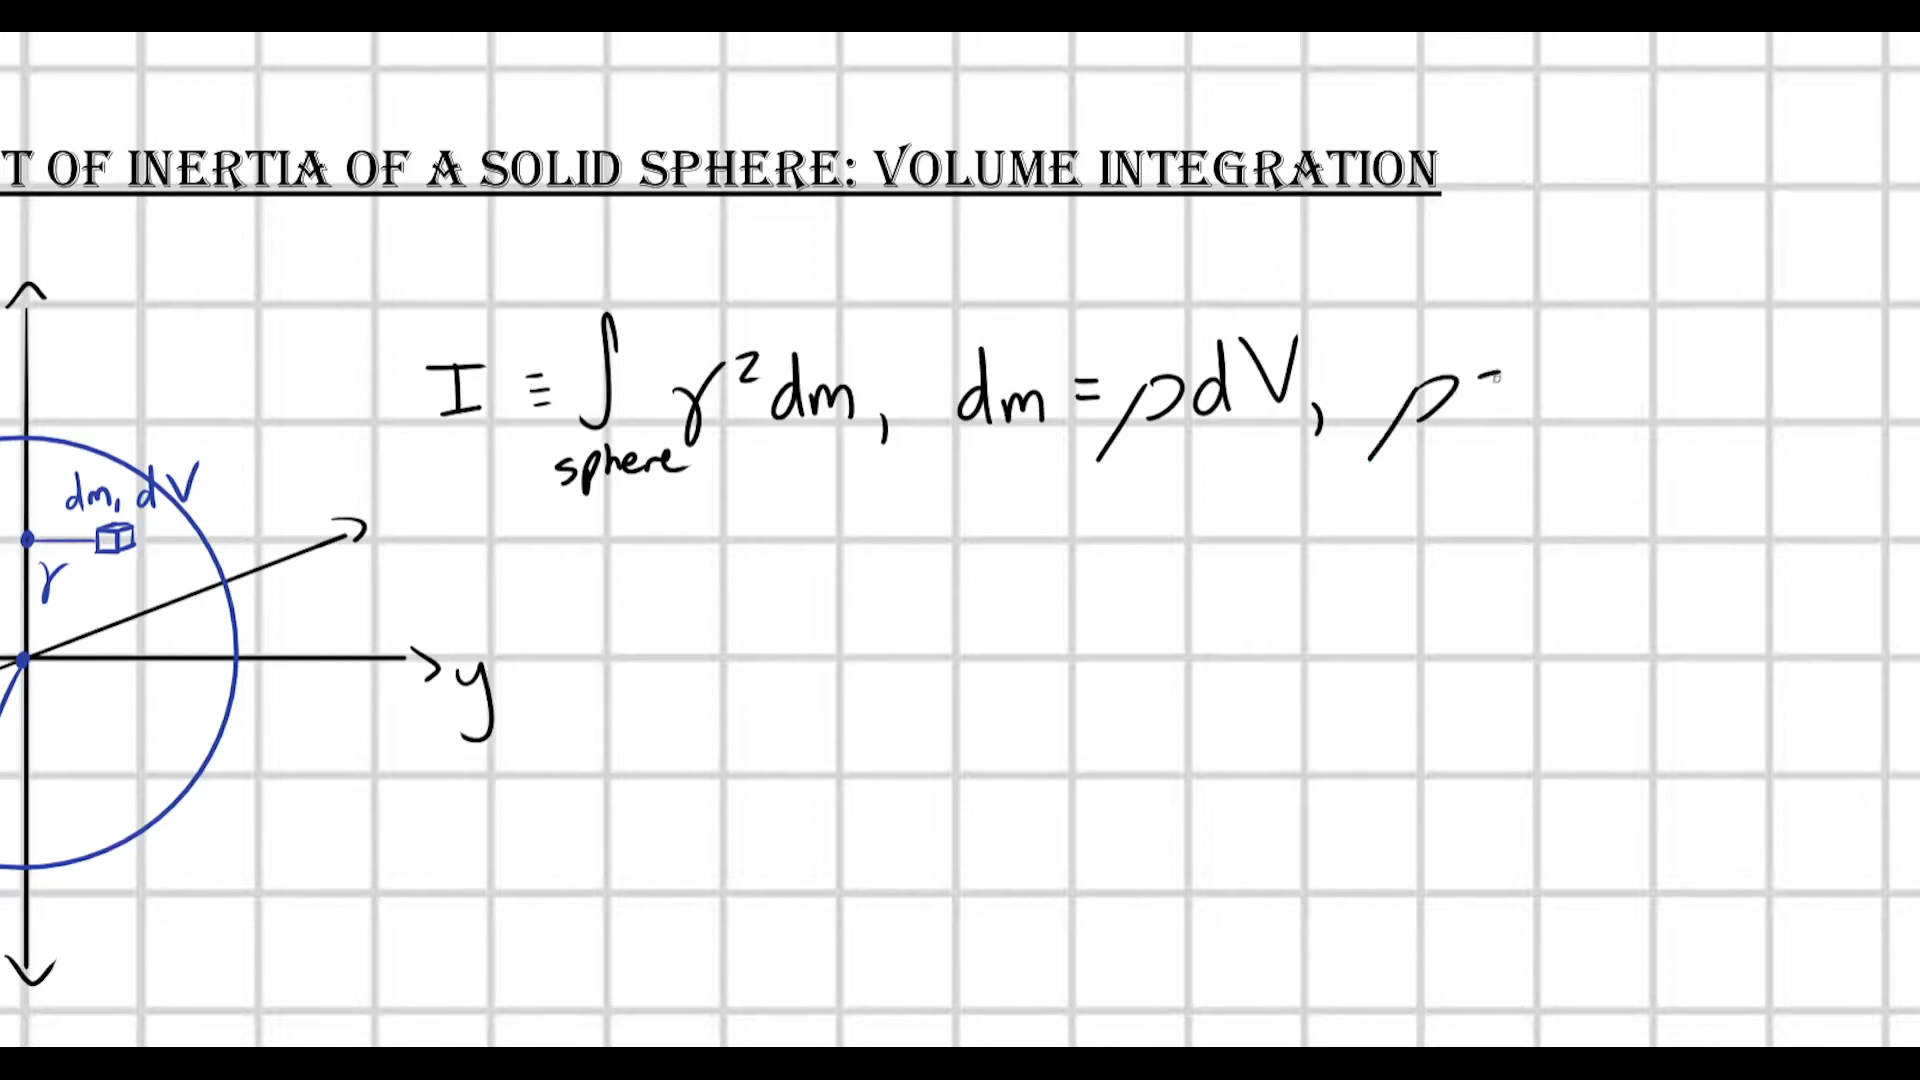 T OF INERTIA OF A SOLID SPHERE: VOLUME INTEGRATION
I ≡ ∫ r² dm, dm = ρdV, ρ -
sphere
dm, dV
r
y